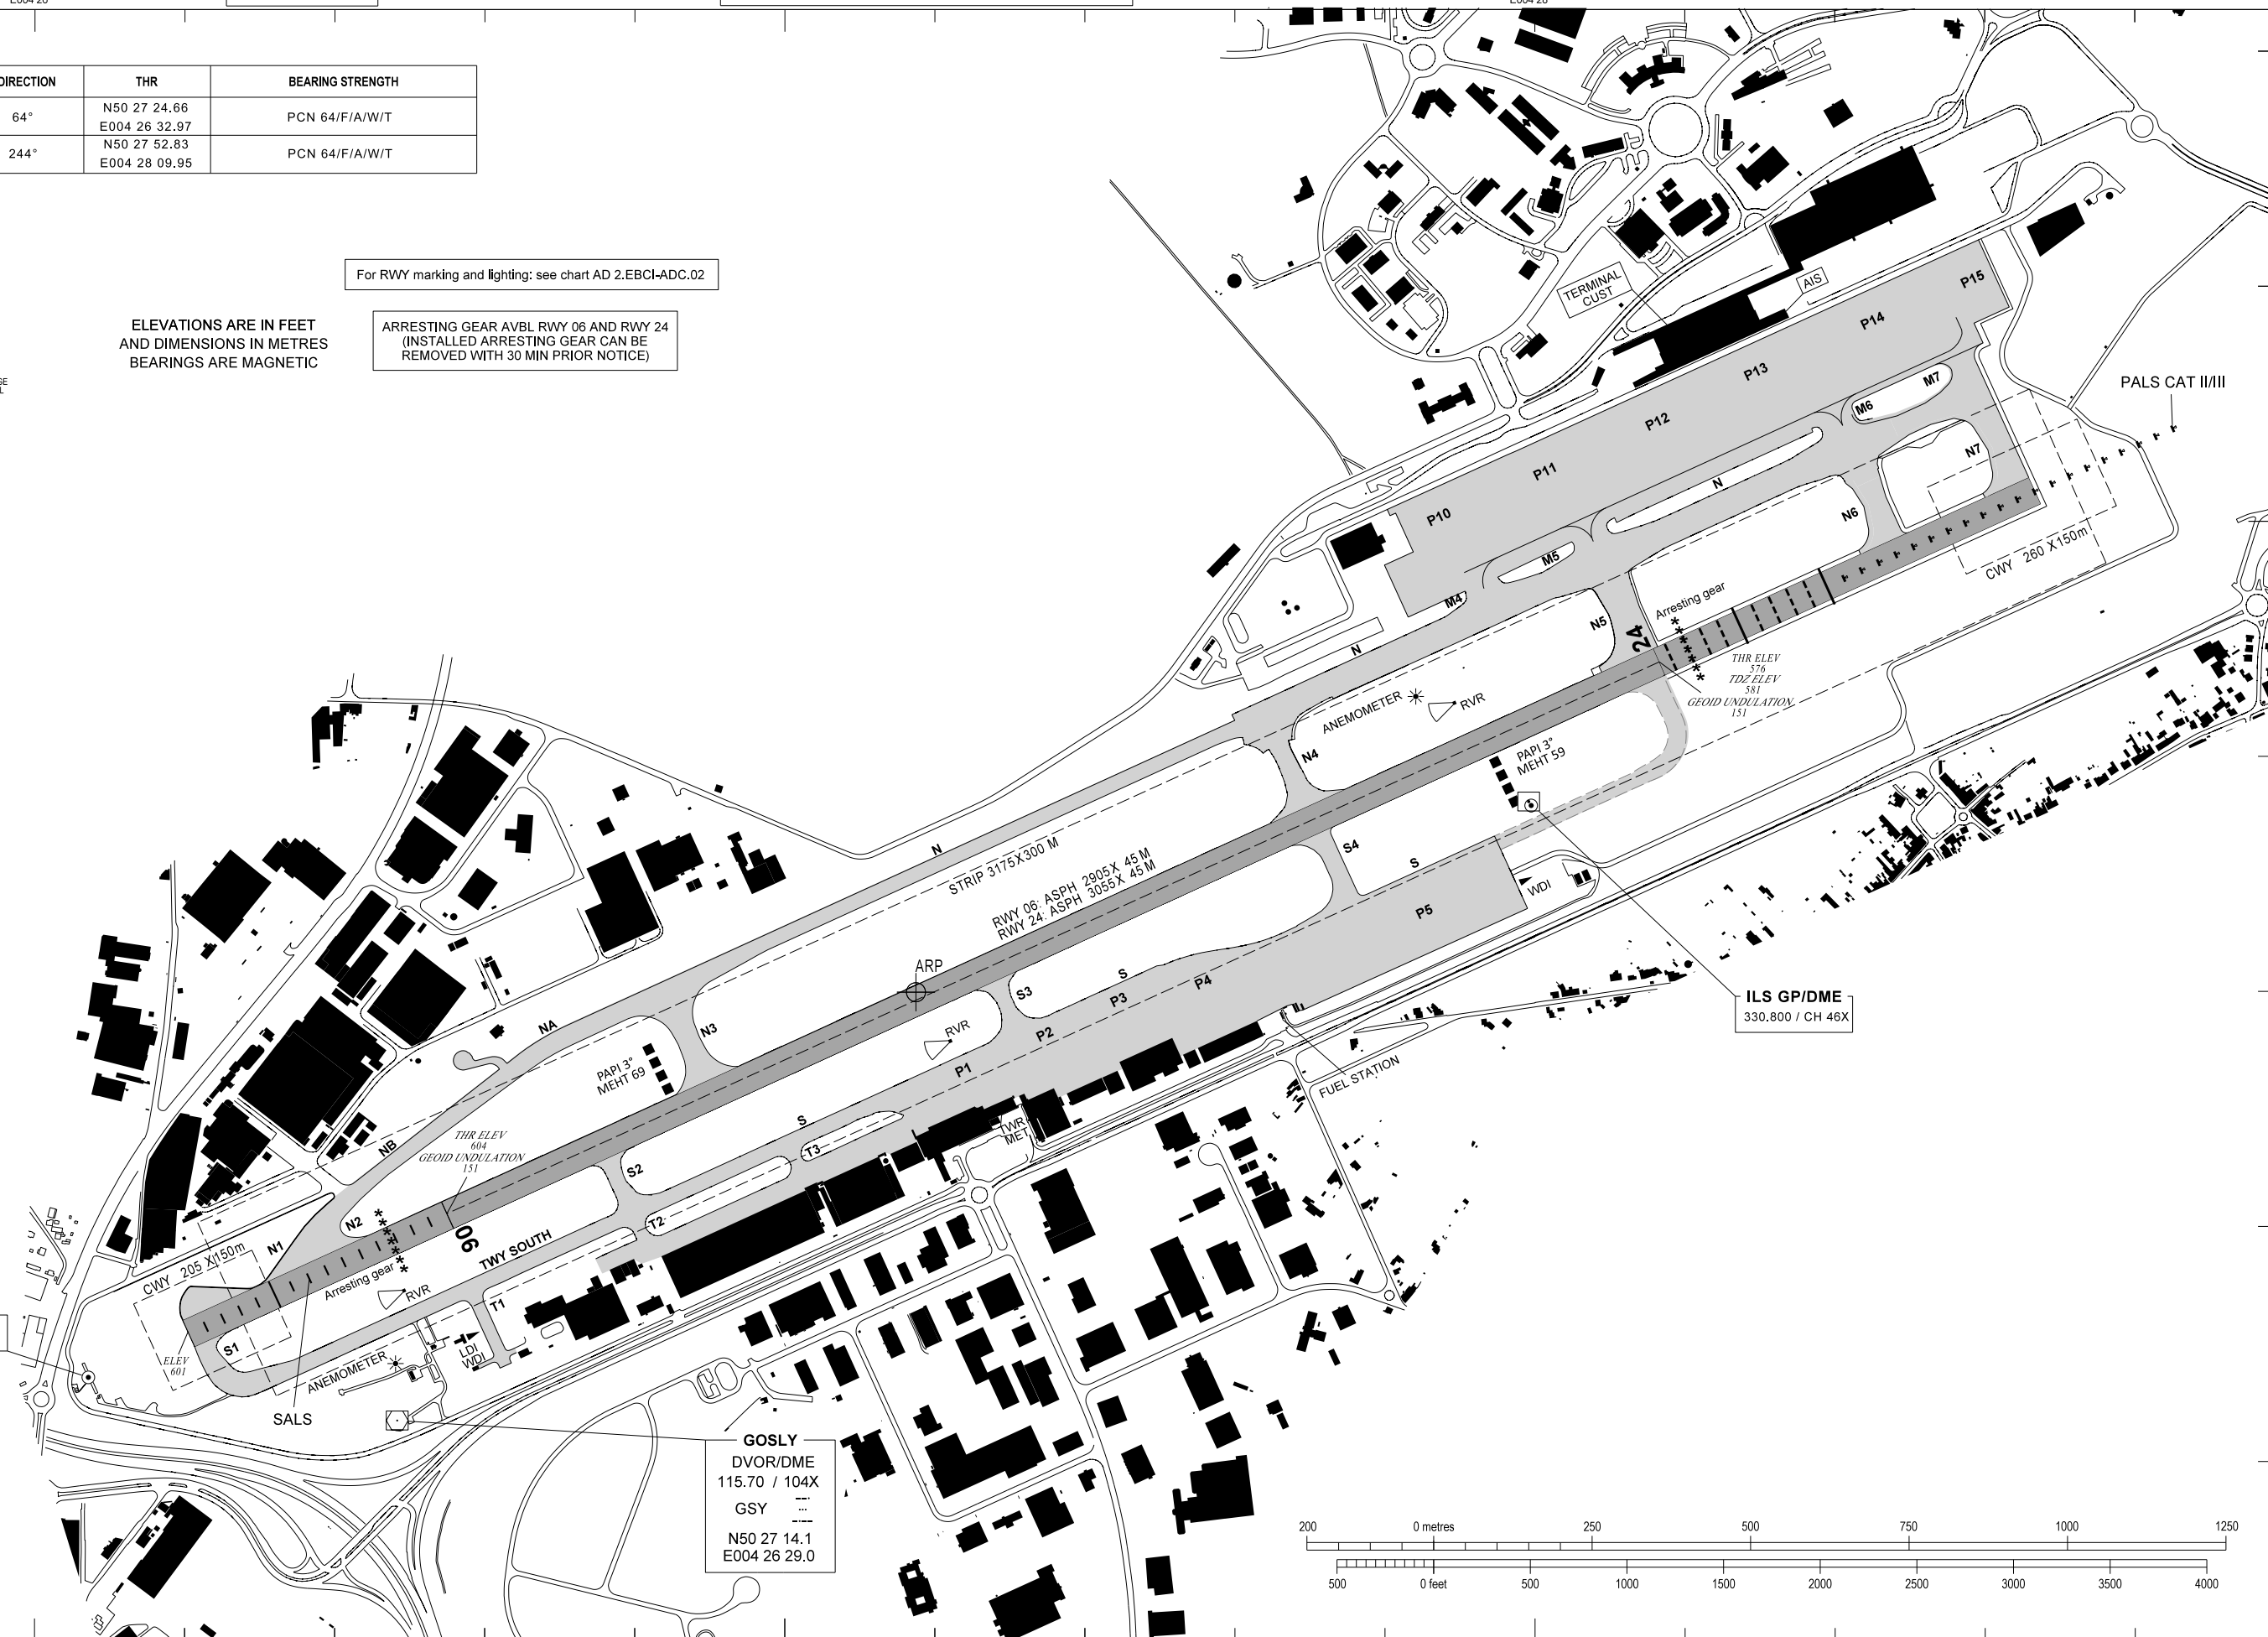 DIRECTION THR BEARING STRENGTH
64° N50 27 24.66 PCN 64/F/A/W/T
E004 26 32.97
244° N50 27 52.83 PCN 64/F/A/W/T
E004 28 09.95
For RWY marking and lighting: see chart AD 2.EBCI-ADC.02
ELEVATIONS ARE IN FEET
AND DIMENSIONS IN METRES
BEARINGS ARE MAGNETIC
ARRESTING GEAR AVBL RWY 06 AND RWY 24
(INSTALLED ARRESTING GEAR CAN BE
REMOVED WITH 30 MIN PRIOR NOTICE)
TERMINAL
CUST
AIS
P15
P14
P13
P12
P11
P10
PALS CAT II/III
M7
M6
N7
N
N6
M5
M4
N5
N
CWY 260 X150m
Arresting gear
24
THR ELEV
576
TDZ ELEV
581
GEOID UNDULATION
151
ANEMOMETER
RVR
N4
PAPI 3°
MEHT 59
N
STRIP 3175X300 M
RWY 06: ASPH 2905X 45 M
RWY 24: ASPH 3055X 45 M
S4
S
WDI
P5
ARP
S
S3
P3
P4
P2
P1
NA
N3
RVR
PAPI 3°
MEHT 69
ILS GP/DME
330.800 / CH 46X
FUEL STATION
TWR
MET
S
T3
S2
T2
NB
THR ELEV
604
GEOID UNDULATION
151
N2
06
TWY SOUTH
N1
CWY 205 X150m
Arresting gear
RVR
T1
LDI
WDI
S1
ELEV
601
ANEMOMETER
SALS
GOSLY
DVOR/DME
115.70 / 104X
GSY
N50 27 14.1
E004 26 29.0
200 0 metres 250 500 750 1000 1250
500 0 feet 500 1000 1500 2000 2500 3000 3500 4000